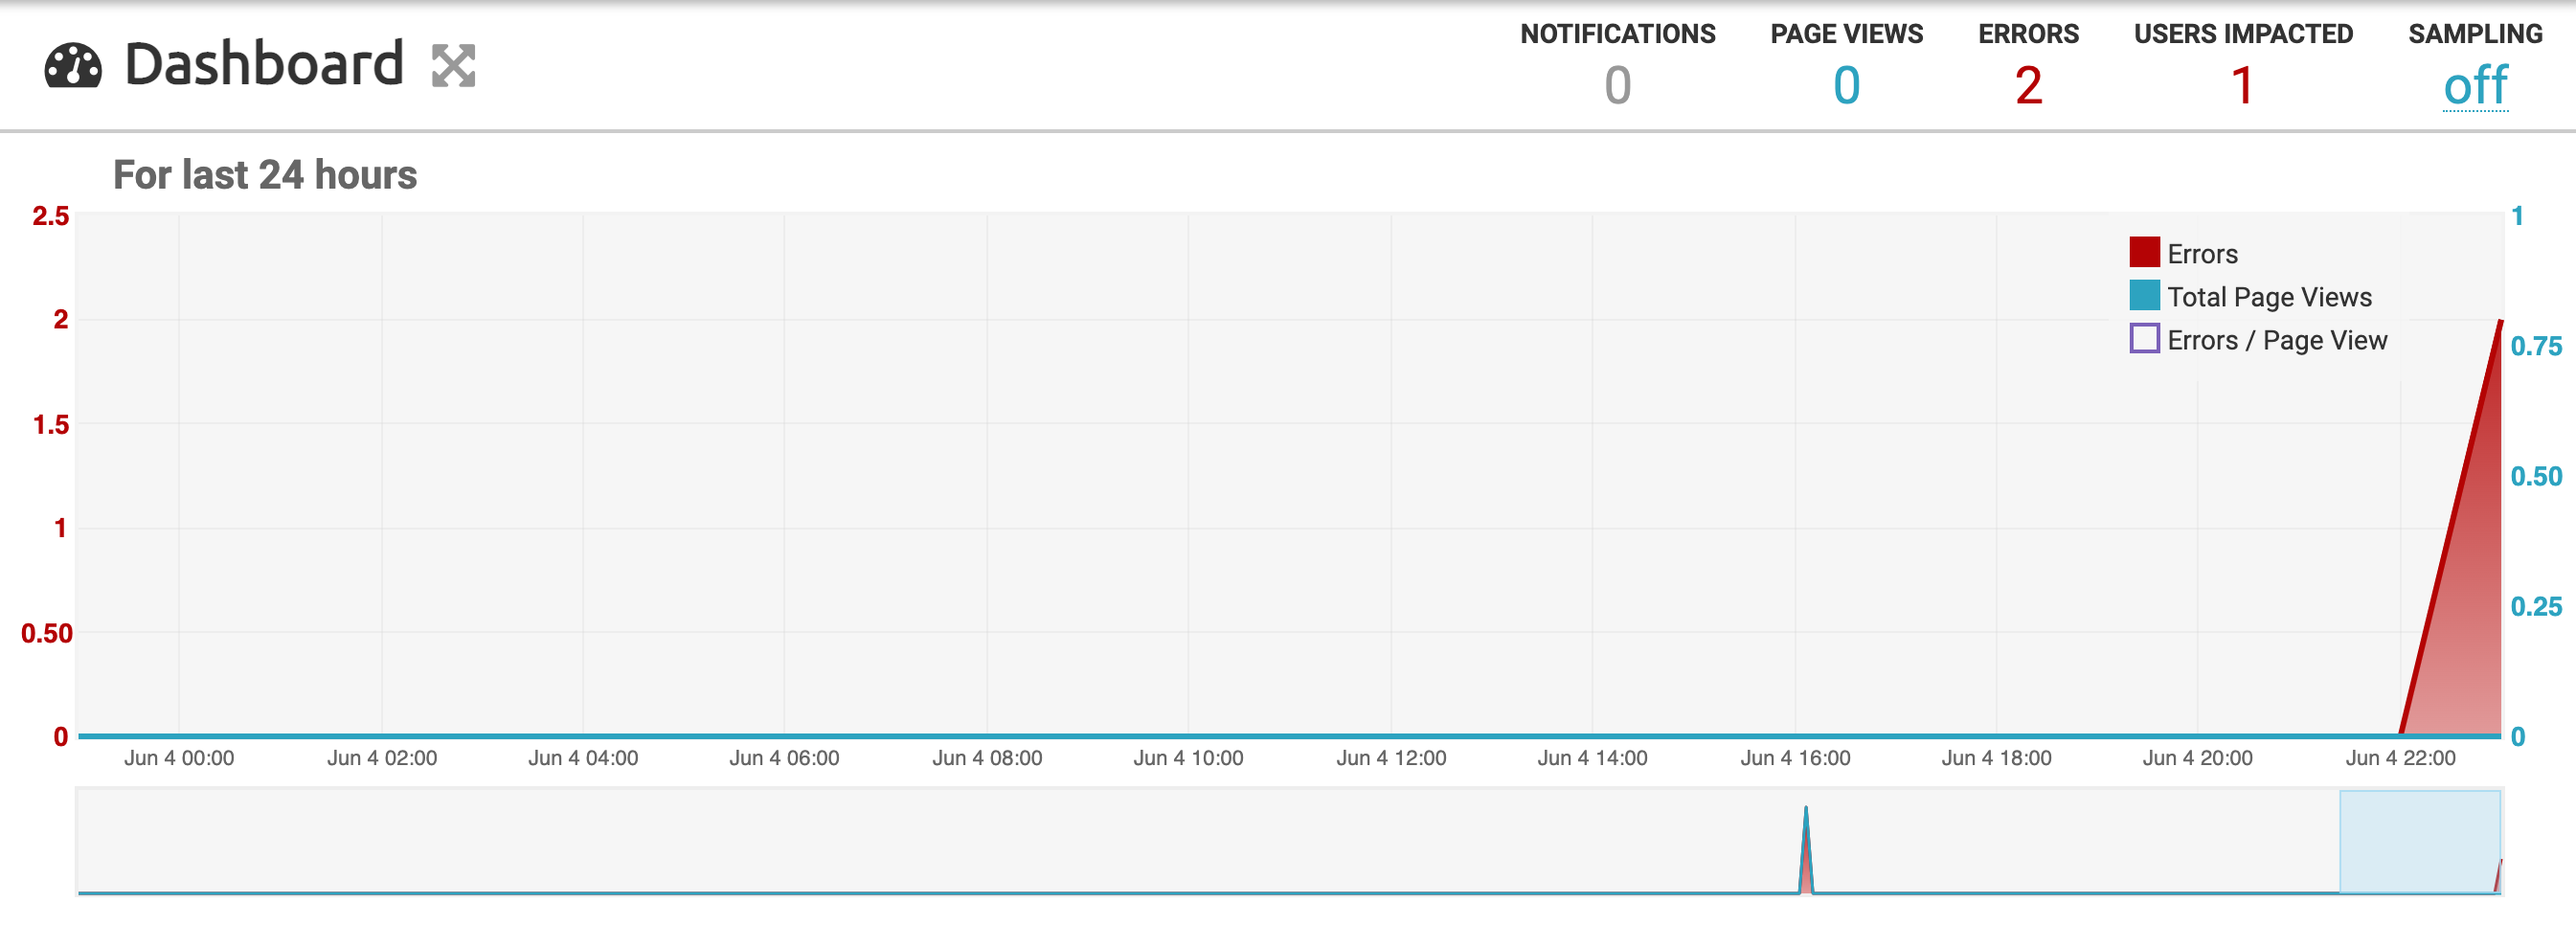 Dashboard
NOTIFICATIONS PAGE VIEWS ERRORS USERS IMPACTED SAMPLING
0 0 2 1 off
For last 24 hours
2.5
2
1.5
1
0.50
0
Errors
Total Page Views
Errors / Page View
1
0.75
0.50
0.25
0
Jun 4 00:00 Jun 4 02:00 Jun 4 04:00 Jun 4 06:00 Jun 4 08:00 Jun 4 10:00 Jun 4 12:00 Jun 4 14:00 Jun 4 16:00 Jun 4 18:00 Jun 4 20:00 Jun 4 22:00